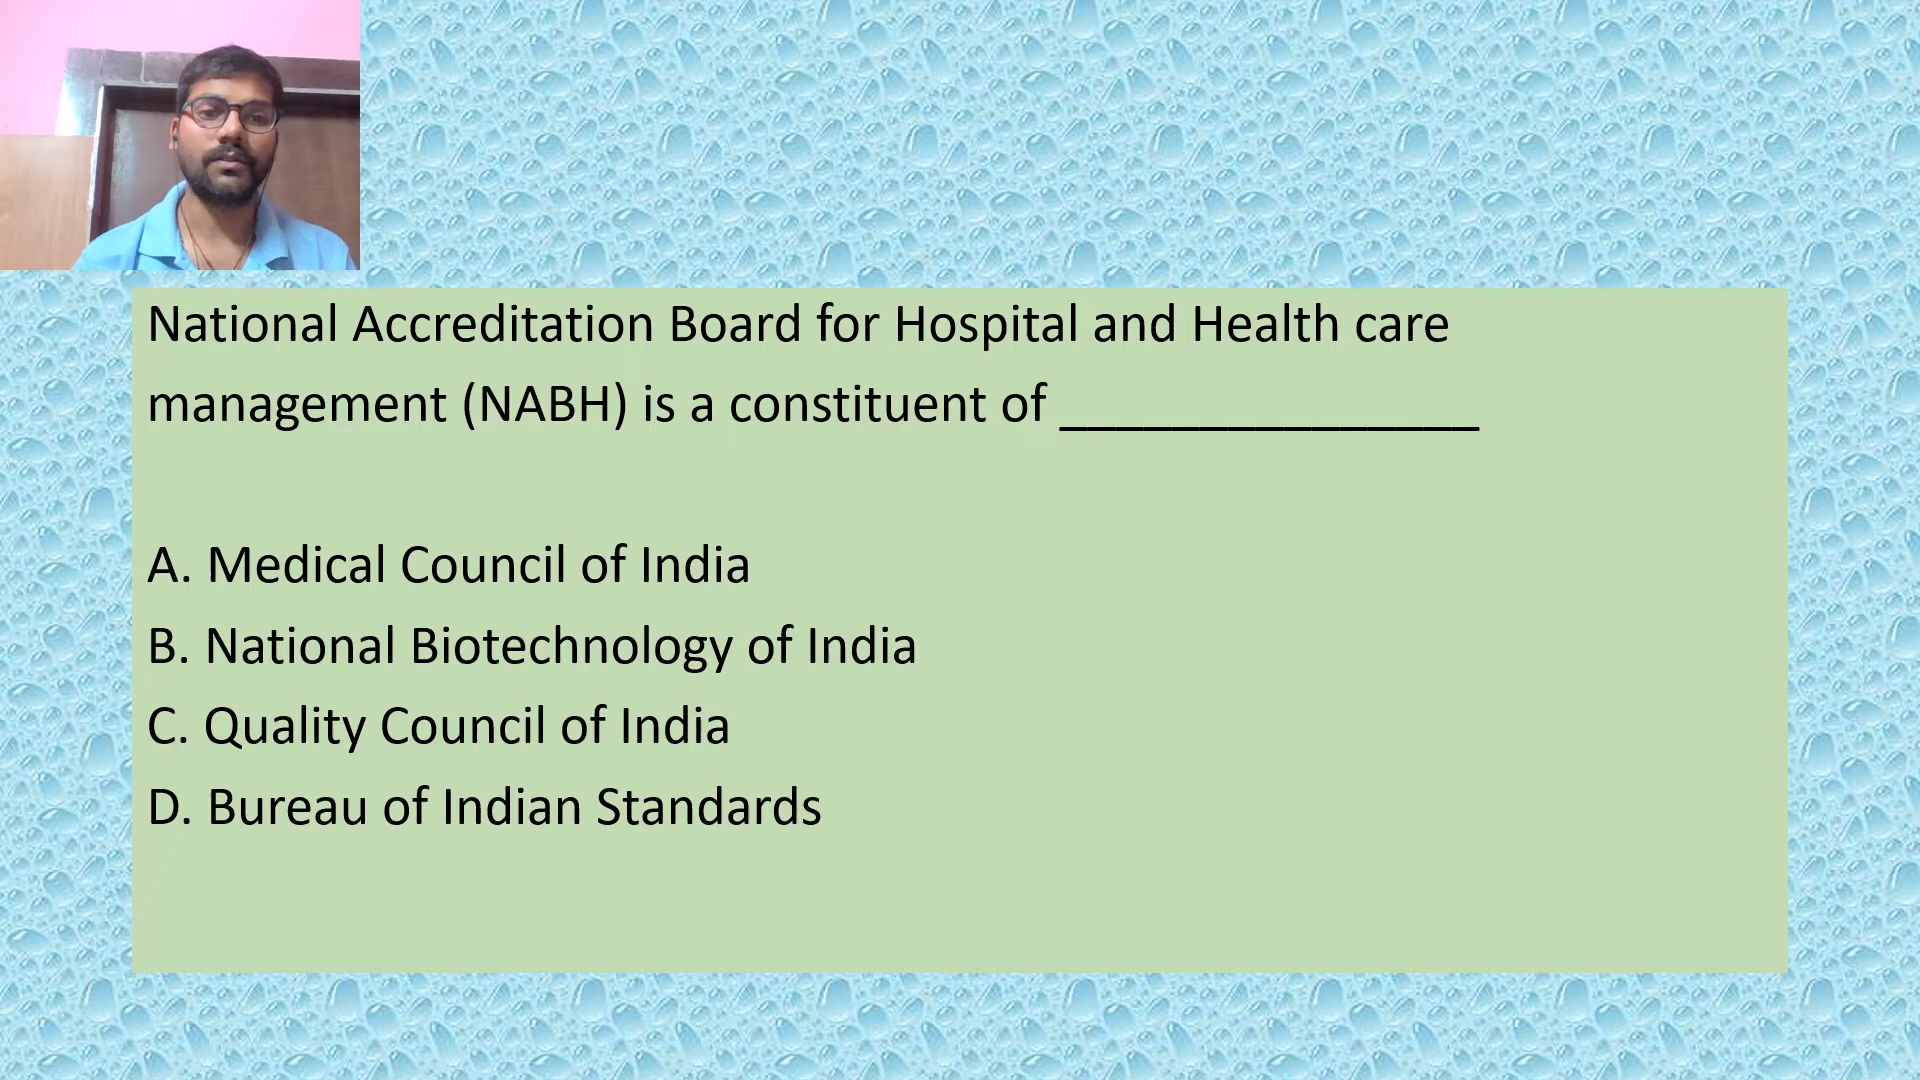 National Accreditation Board for Hospital and Health care
management (NABH) is a constituent of ________________
A. Medical Council of India
B. National Biotechnology of India
C. Quality Council of India
D. Bureau of Indian Standards